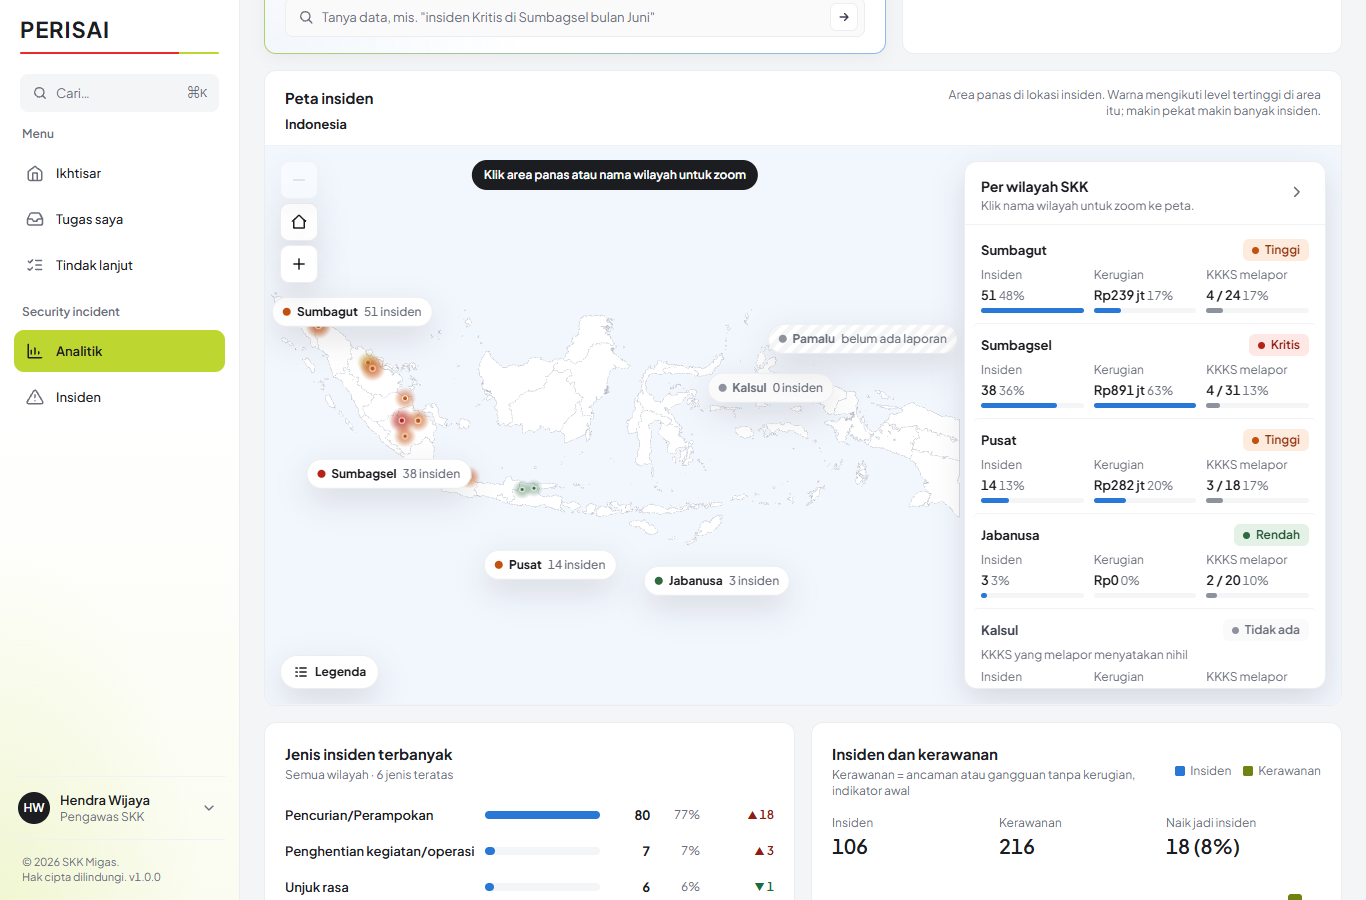 PERISAI
Cari...
⌘K
Menu
Ikhtisar
Tugas saya
Tindak lanjut
Security incident
Analitik
Insiden
HW
Hendra Wijaya
Pengawas SKK
© 2026 SKK Migas.
Hak cipta dilindungi. v1.0.0
Tanya data, mis. "insiden Kritis di Sumbagsel bulan Juni"
Peta insiden
Indonesia
Area panas di lokasi insiden. Warna mengikuti level tertinggi di area
itu; makin pekat makin banyak insiden.
Klik area panas atau nama wilayah untuk zoom
Sumbagut 51 insiden
Pamalu belum ada laporan
Kalsul 0 insiden
Sumbagsel 38 insiden
Pusat 14 insiden
Jabanusa 3 insiden
Legenda
Per wilayah SKK
Klik nama wilayah untuk zoom ke peta.
Sumbagut Tinggi
Insiden Kerugian KKKS melapor
51 48% Rp239 jt 17% 4 / 24 17%
Sumbagsel Kritis
Insiden Kerugian KKKS melapor
38 36% Rp891 jt 63% 4 / 31 13%
Pusat Tinggi
Insiden Kerugian KKKS melapor
14 13% Rp282 jt 20% 3 / 18 17%
Jabanusa Rendah
Insiden Kerugian KKKS melapor
3 3% Rp0 0% 2 / 20 10%
Kalsul Tidak ada
KKKS yang melapor menyatakan nihil
Insiden Kerugian KKKS melapor
Jenis insiden terbanyak
Semua wilayah · 6 jenis teratas
Pencurian/Perampokan 80 77% ▲18
Penghentian kegiatan/operasi 7 7% ▲3
Unjuk rasa 6 6% ▼1
Insiden dan kerawanan
Kerawanan = ancaman atau gangguan tanpa kerugian,
indikator awal
Insiden Kerawanan
Insiden Kerawanan Naik jadi insiden
106 216 18 (8%)